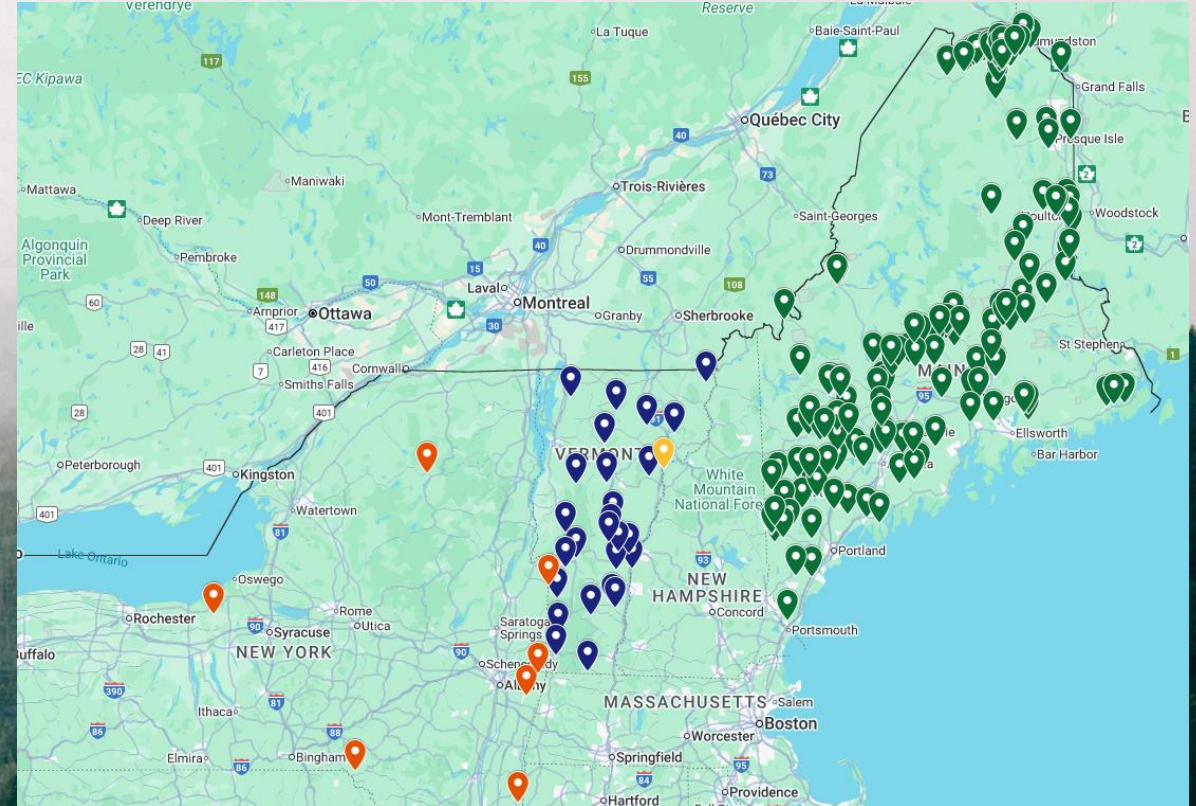 Verendrye
La Tuque
Reserve
Baie-Saint-Paul
117
155
EC Kipawa
Edmundston
Grand Falls
Québec City
40
Presque Isle
Mattawa
Maniwaki
Trois-Rivières
73
2
Deep River
Mont-Tremblant
Saint-Georges
Woodstock
Algonquin
Provincial
Park
Pembroke
40
Drummondville
2
15
Laval
55
108
50
60
148
Arnprior
Ottawa
417
Montreal
Granby
Sherbrooke
30
28
41
Carleton Place
7
416
Cornwall
Smiths Falls
St Stephen
1
401
95
28
VERMONT
Ellsworth
Peterborough
401
Kingston
White
Mountain
Bar Harbor
401
Watertown
81
Lake Ontario
Portland
93
Oswego
NEW
HAMPSHIRE
Rochester
Rome
Utica
Concord
90
Syracuse
Saratoga
Springs
Portsmouth
NEW YORK
90
Albany
390
81
MASSACHUSETTS
Salem
Ithaca
Boston
86
88
Worcester
Elmira
86
Springfield
95
84
Hartford
Providence